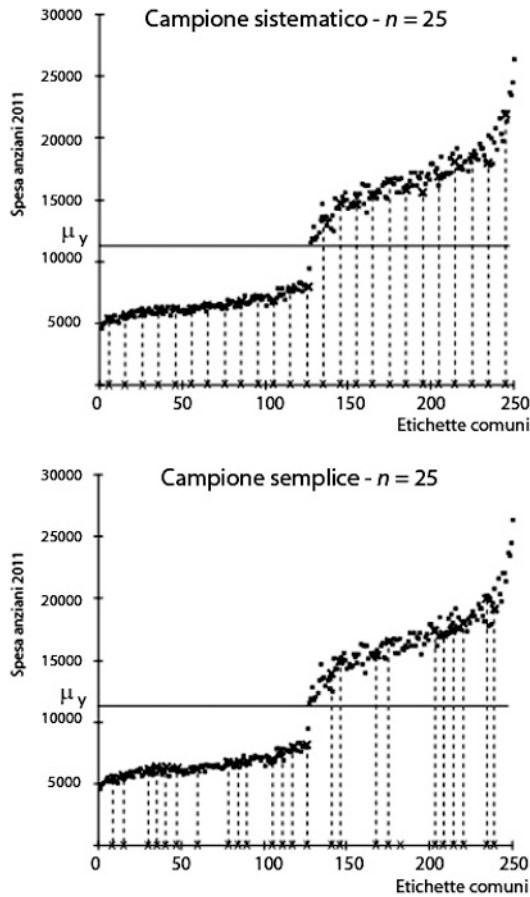 Campione sistematico - n = 25
Spesa anziani 2011
30000
25000
20000
15000
μy
10000
5000
0 50 100 150 200 250
Etichette comuni
Campione semplice - n = 25
Spesa anziani 2011
30000
25000
20000
15000
μy
10000
5000
0 50 100 150 200 250
Etichette comuni